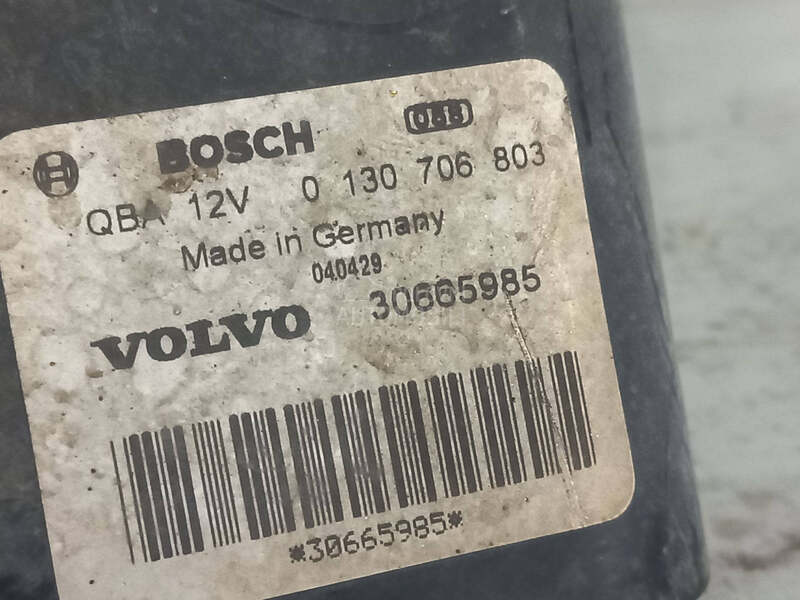 BOSCH
QBA 12V 0 130 706 803
Made in Germany
040429
VOLVO 30665985
*30665985*